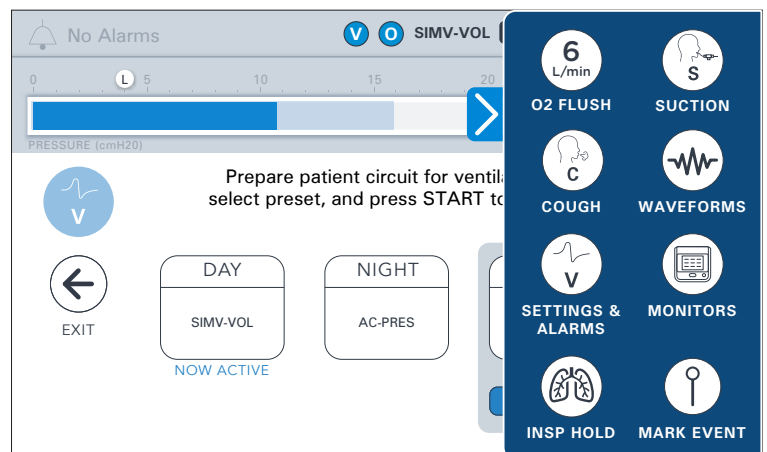 No Alarms
V O SIMV-VOL
0 L 5 10 15 20
PRESSURE (cmH20)
V
Prepare patient circuit for ventil
select preset, and press START to
EXIT
DAY
SIMV-VOL
NOW ACTIVE
NIGHT
AC-PRES
6
L/min
O2 FLUSH
S
SUCTION
C
COUGH
WAVEFORMS
V
SETTINGS &
ALARMS
MONITORS
INSP HOLD
MARK EVENT